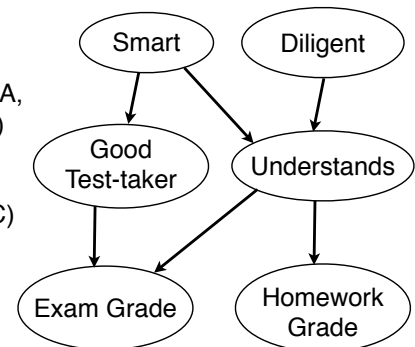 Smart
Diligent
A,
)
Good
Test-taker
Understands
C)
Exam Grade
Homework
Grade